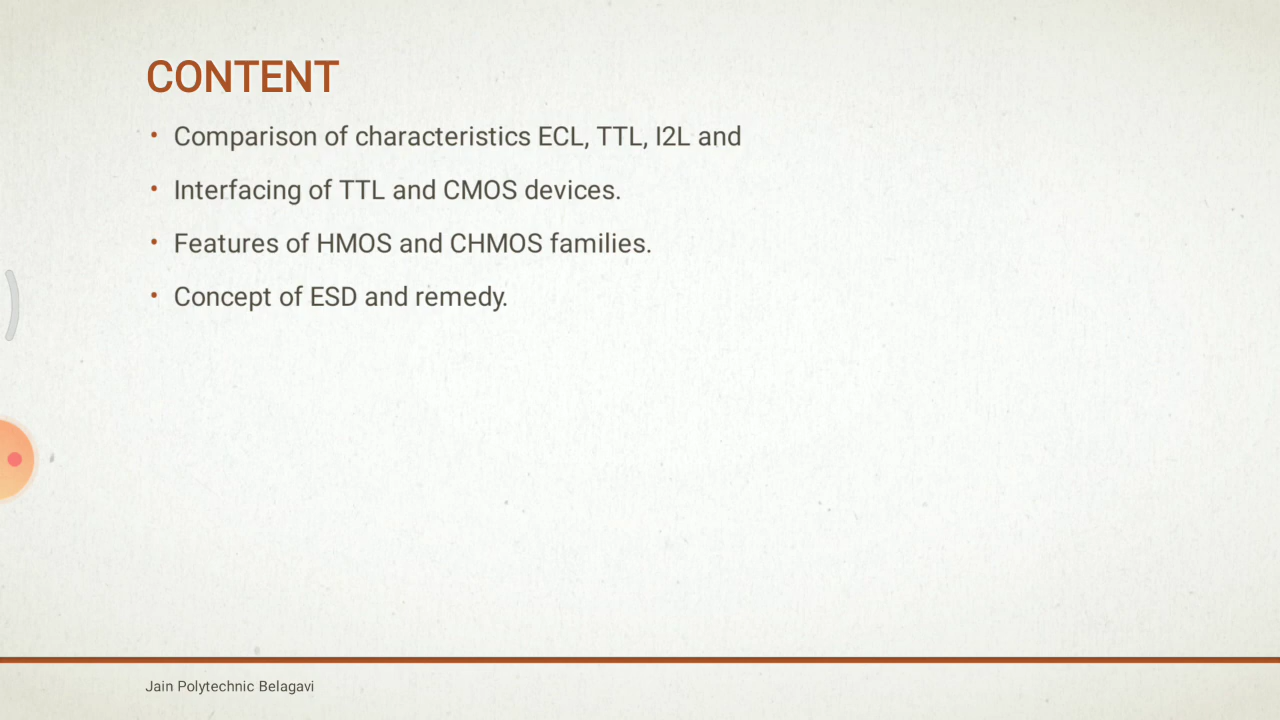 CONTENT
• Comparison of characteristics ECL, TTL, I2L and
• Interfacing of TTL and CMOS devices.
• Features of HMOS and CHMOS families.
• Concept of ESD and remedy.
Jain Polytechnic Belagavi